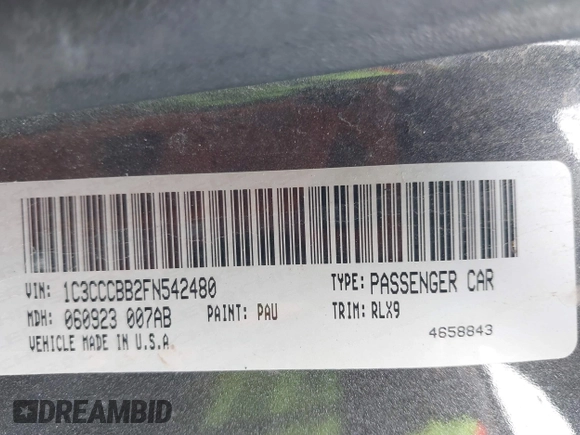 VIN: 1C3CCCBB2FN542480 TYPE: PASSENGER CAR
MDH: 060923 007AB PAINT: PAU TRIM: RLX9
VEHICLE MADE IN U.S.A. 4658843
DREAMBID